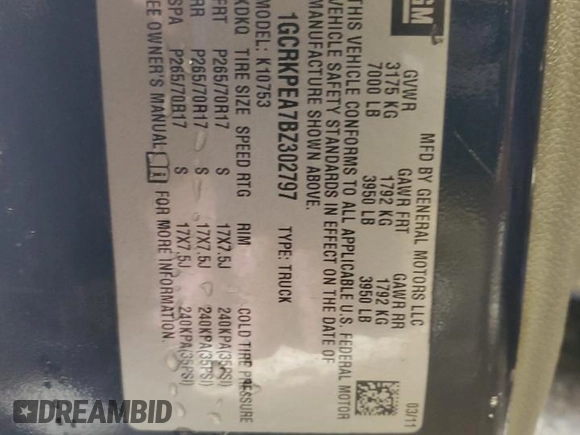 GM
MFD BY GENERAL MOTORS LLC
03/11
GVWR GAWR FRT GAWR RR
3175 KG 1792 KG 1792 KG
7000 LB 3950 LB 3950 LB
THIS VEHICLE CONFORMS TO ALL APPLICABLE U.S. FEDERAL MOTOR
VEHICLE SAFETY STANDARDS IN EFFECT ON THE DATE OF
MANUFACTURE SHOWN ABOVE.
1GCRKPEA7BZ302797 TYPE: TRUCK
MODEL: K10753
XDKQ TIRE SIZE SPEED RTG RIM COLD TIRE PRESSURE
FRT P265/70R17 S 17X7.5J 240KPA(35PSI)
RR P265/70R17 S 17X7.5J 240KPA(35PSI)
SPA P265/70R17 S 17X7.5J 240KPA(35PSI)
OWNER'S MANUAL FOR MORE INFORMATION.
DREAMBID